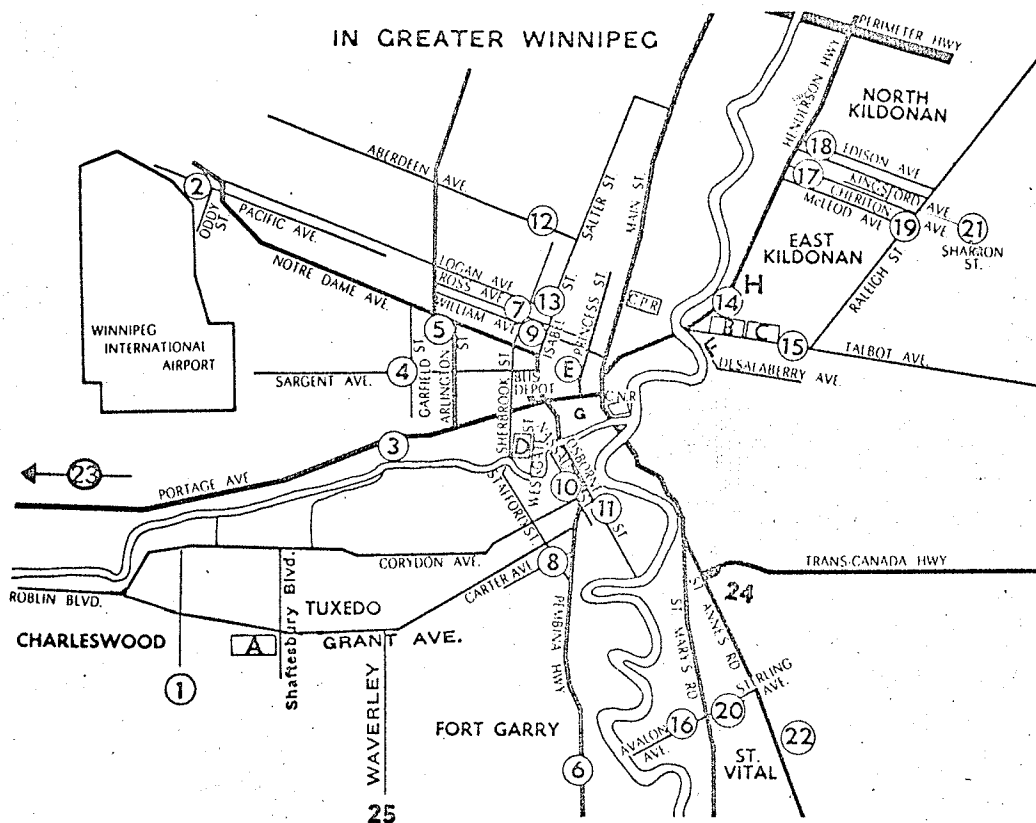 IN GREATER WINNIPEG
PERIMETER HWY
HENDERSON HWY
NORTH
KILDONAN
18
EDISON AVE
17
KINGSFORD AVE
CHERLTON AVE
McLEOD
19
21
SHARRON
ST.
EAST
KILDONAN
RALEIGH ST
ABERDEEN AVE.
12
SALTER ST.
MAIN ST.
2
ODDY
ST
PACIFIC AVE.
NOTRE DAME AVE.
LOGAN AVE
ROSS AVE
WILLIAM AVE
7
13
9
ISABEL ST.
PRINCESS ST.
C.P.R
14
H
B
C
15
F
TALBOT AVE.
DESALABERRY AVE.
WINNIPEG
INTERNATIONAL
AIRPORT
5
4
SARGENT AVE.
GARFIELD ST
ARLINGTON ST
SHERBROOK ST
BUS
DEPOT
E
G
C.N.R
3
D
WESTGATE
OSBORNE ST
23
PORTAGE AVE
STAFFORD ST.
10
11
8
CORYDON AVE.
CARTER AVE
TRANS-CANADA HWY
ROBLIN BLVD.
CHARLESWOOD
TUXEDO
GRANT AVE.
A
Shaftesbury Blvd.
1
WAVERLEY
25
PEMBINA HWY
FORT GARRY
6
24
ST ANNES RD
ST MARYS RD
STERLING
AVE.
AVALON
AVE.
16
20
22
ST.
VITAL